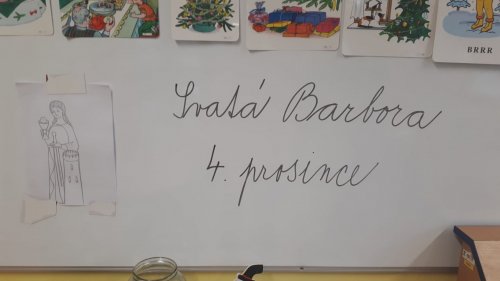 BRRR
Svatá Barbora
4. prosince